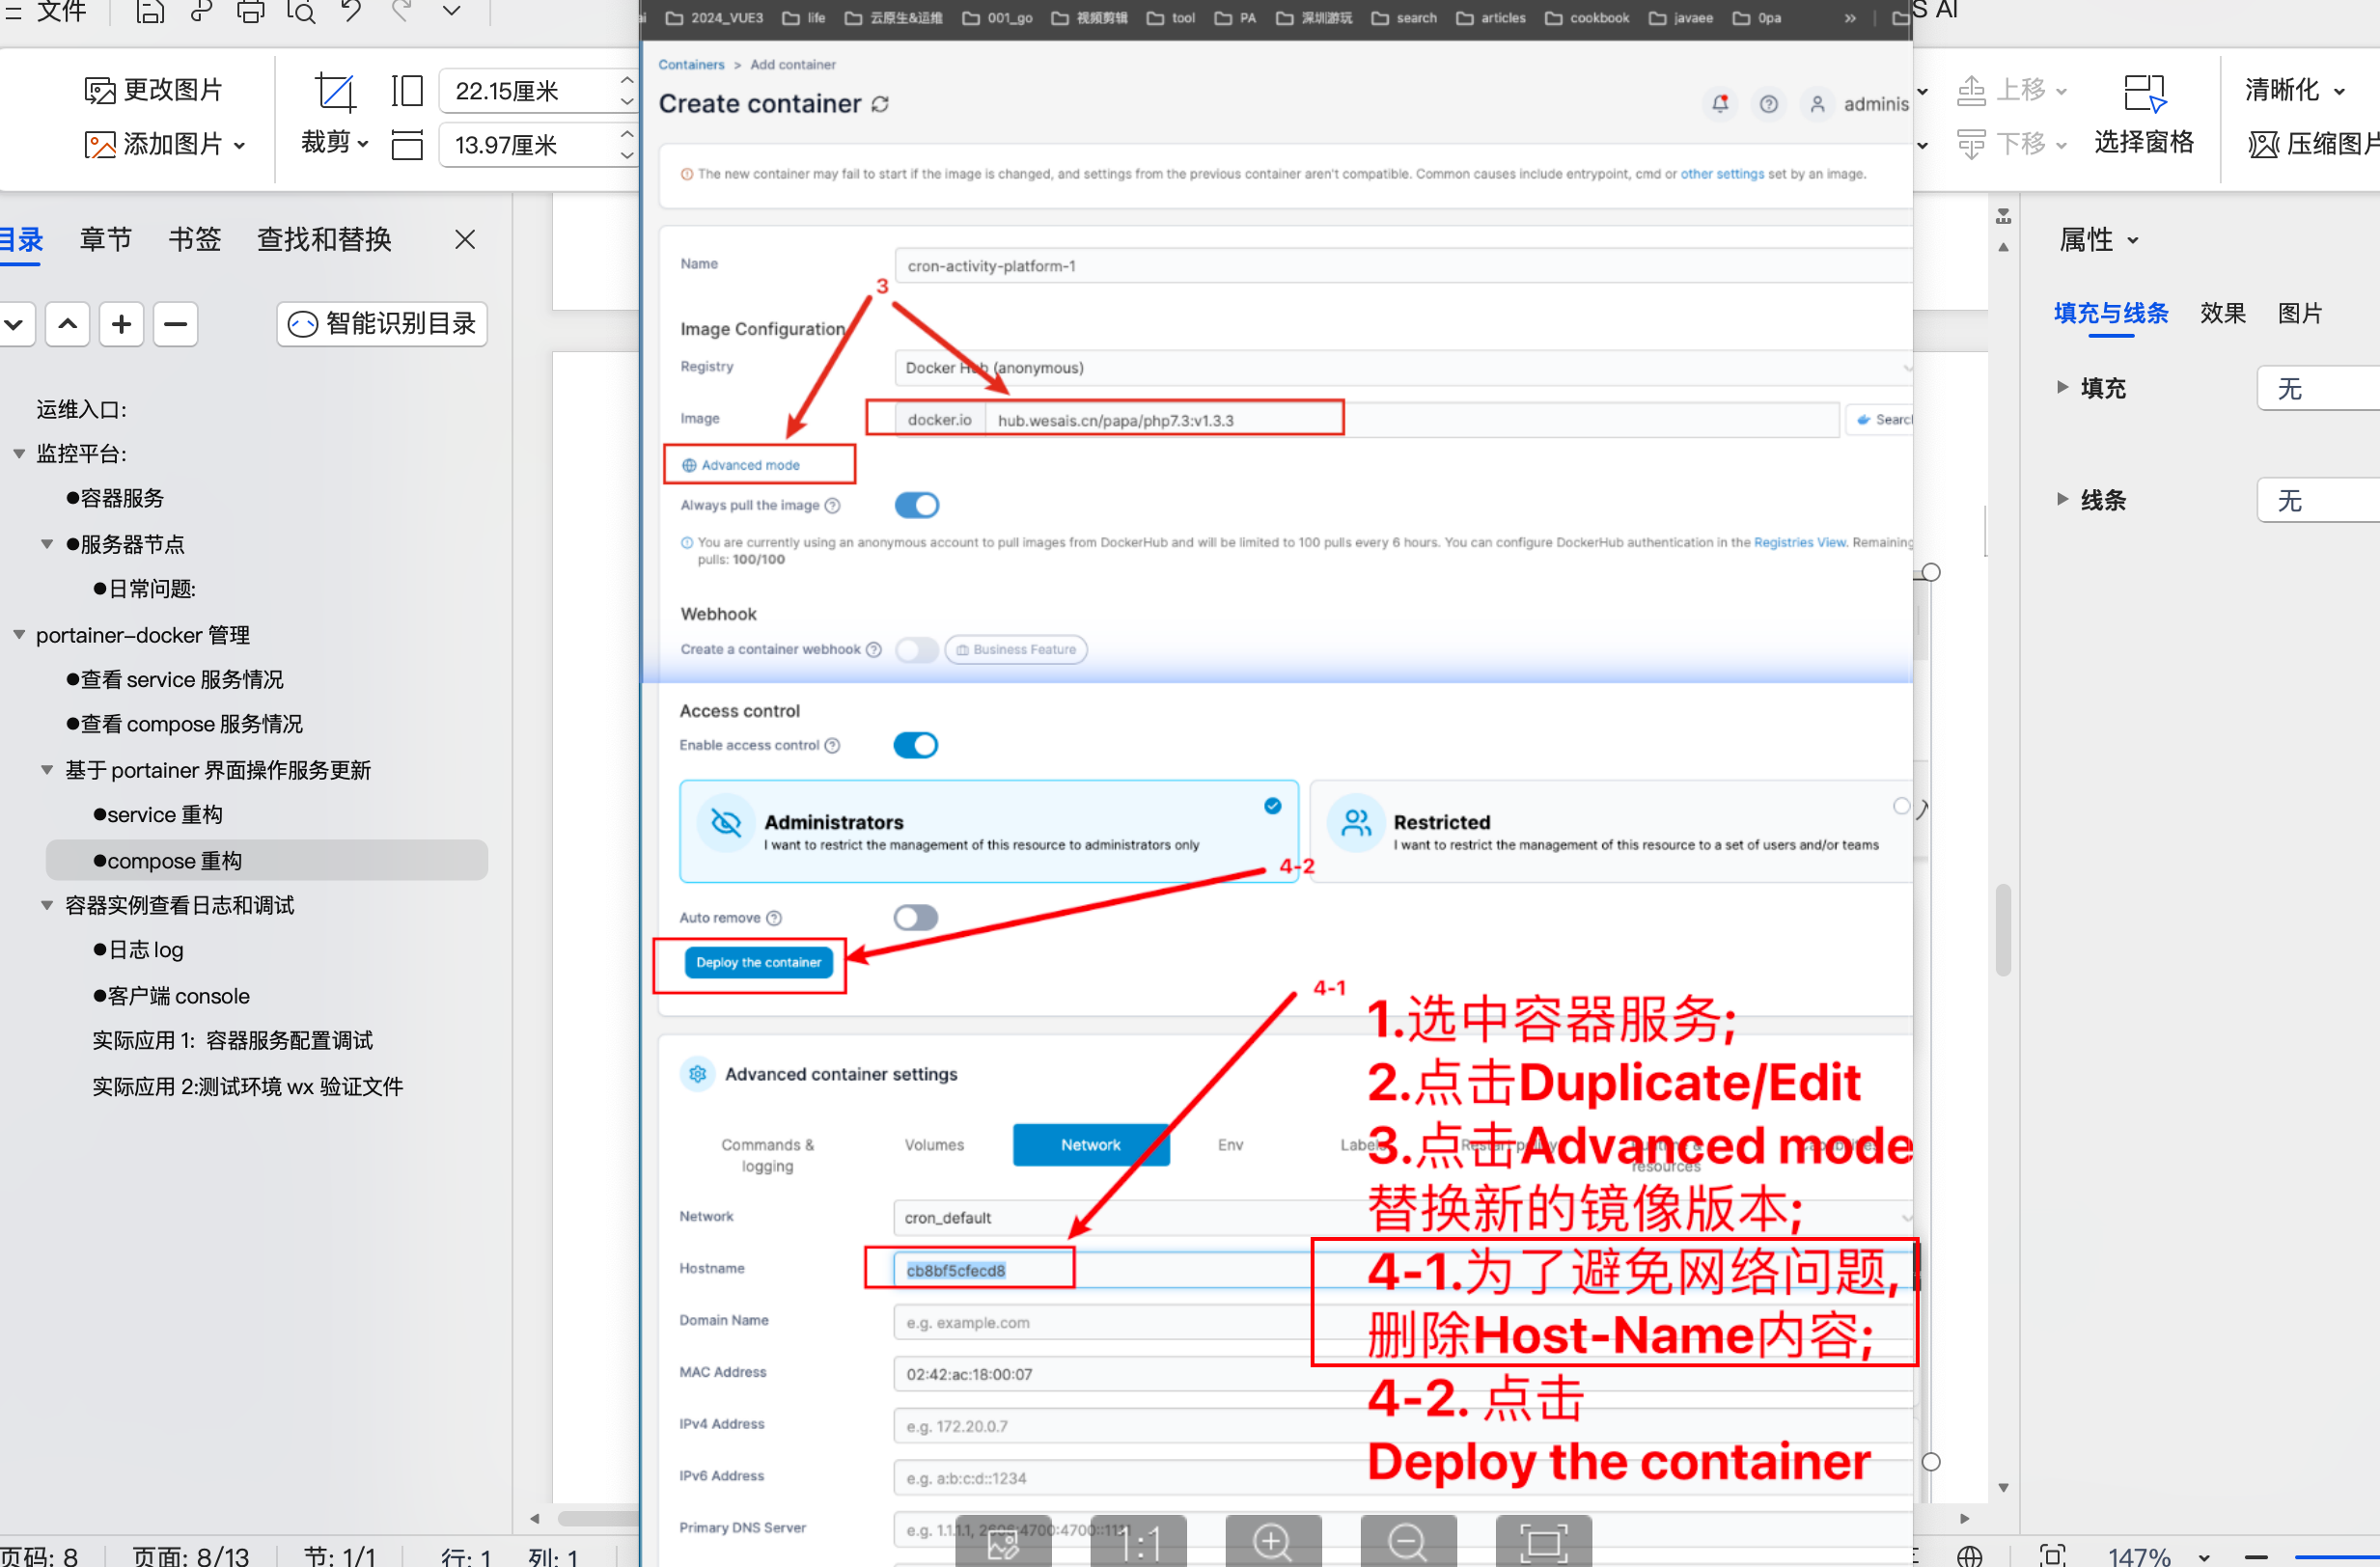 文件
更改图片
添加图片
裁剪
22.15厘米
13.97厘米
目录
章节
书签
查找和替换
智能识别目录
运维入口:
监控平台:
●容器服务
●服务器节点
●日常问题:
portainer-docker 管理
●查看 service 服务情况
●查看 compose 服务情况
基于 portainer 界面操作服务更新
●service 重构
●compose 重构
容器实例查看日志和调试
●日志 log
●客户端 console
实际应用 1: 容器服务配置调试
实际应用 2:测试环境 wx 验证文件
页码: 8
页面: 8/13
节: 1/1
行: 1
列: 1
ai
2024_VUE3
life
云原生&运维
001_go
视频剪辑
tool
PA
深圳游玩
search
articles
cookbook
javaee
0pa
»
Containers > Add container
Create container
adminis
The new container may fail to start if the image is changed, and settings from the previous container aren't compatible. Common causes include entrypoint, cmd or other settings set by an image.
Name
cron-activity-platform-1
3
Image Configuration
Registry
Docker Hub (anonymous)
Image
docker.io
hub.wesais.cn/papa/php7.3:v1.3.3
Search
Advanced mode
Always pull the image
You are currently using an anonymous account to pull images from DockerHub and will be limited to 100 pulls every 6 hours. You can configure DockerHub authentication in the Registries View. Remaining
pulls: 100/100
Webhook
Create a container webhook
Business Feature
Access control
Enable access control
Administrators
I want to restrict the management of this resource to administrators only
Restricted
I want to restrict the management of this resource to a set of users and/or teams
4-2
Auto remove
Deploy the container
4-1
Advanced container settings
Commands & logging
Volumes
Network
Env
Labels
Restart policy
resources
Network
cron_default
Hostname
cb8bf5cfecd8
Domain Name
e.g. example.com
MAC Address
02:42:ac:18:00:07
IPv4 Address
e.g. 172.20.0.7
IPv6 Address
e.g. a:b:c:d::1234
Primary DNS Server
e.g. 1.1.1.1, 2606:4700:4700::1111
1:1
1.选中容器服务;
2.点击Duplicate/Edit
3.点击Advanced mode
替换新的镜像版本;
4-1.为了避免网络问题,
删除Host-Name内容;
4-2. 点击
Deploy the container
S AI
上移
下移
选择窗格
清晰化
压缩图片
属性
填充与线条
效果
图片
填充
无
线条
无
147%